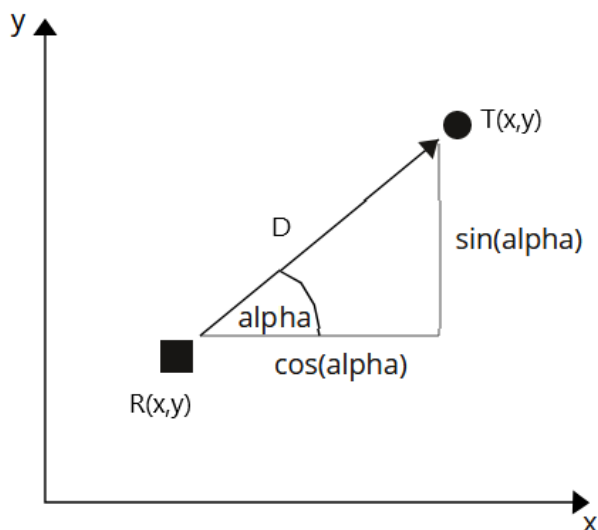 y
T(x,y)
D
sin(alpha)
alpha
cos(alpha)
R(x,y)
x